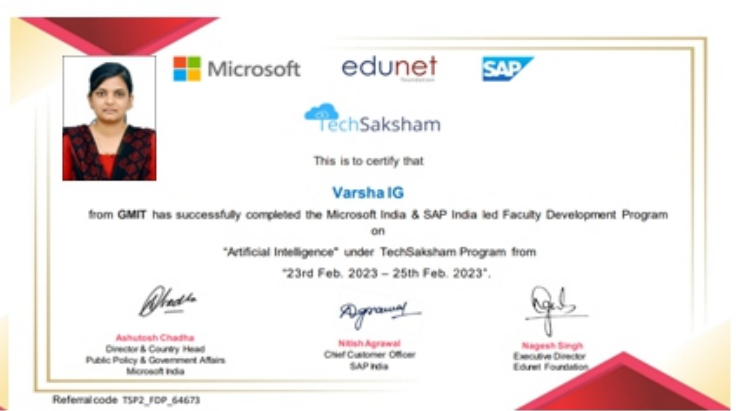 Microsoft
edunet
foundation
SAP
TechSaksham
This is to certify that
Varsha IG
from GMIT has successfully completed the Microsoft India & SAP India led Faculty Development Program
on
"Artificial Intelligence" under TechSaksham Program from
"23rd Feb. 2023 – 25th Feb. 2023".
Ashutosh Chadha
Director & Country Head
Public Policy & Government Affairs
Microsoft India
Nitish Agrawal
Chief Customer Officer
SAP India
Nagesh Singh
Executive Director
Edunet Foundation
Referral code TSP2_FDP_64673